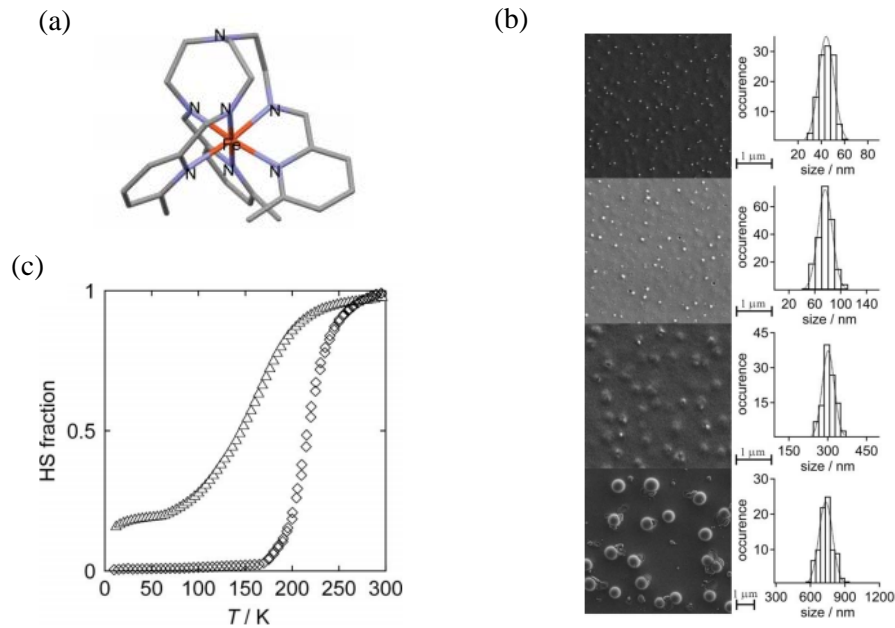 (a)
N
N N N
Fe
N N N
(b)
occurence
30
20
10
20 40 60 80
size / nm
1 μm
occurence
60
40
20
20 60 100 140
size / nm
1 μm
occurence
45
30
15
150 300 450
size / nm
1 μm
occurence
30
20
10
300 600 900 1200
size / nm
1 μm
(c)
HS fraction
1
0.5
0
0 50 100 150 200 250 300
T / K